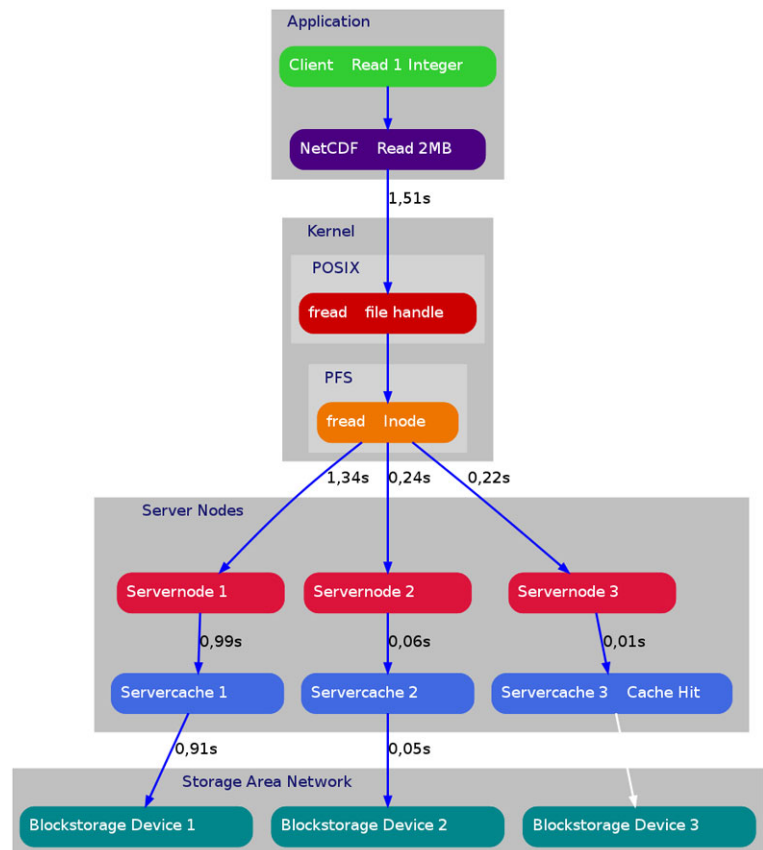 Application
Client    Read 1 Integer
NetCDF    Read 2MB
1,51s
Kernel
POSIX
fread    file handle
PFS
fread    Inode
1,34s    0,24s    0,22s
Server Nodes
Servernode 1    Servernode 2    Servernode 3
0,99s    0,06s    0,01s
Servercache 1    Servercache 2    Servercache 3    Cache Hit
0,91s    0,05s
Storage Area Network
Blockstorage Device 1    Blockstorage Device 2    Blockstorage Device 3